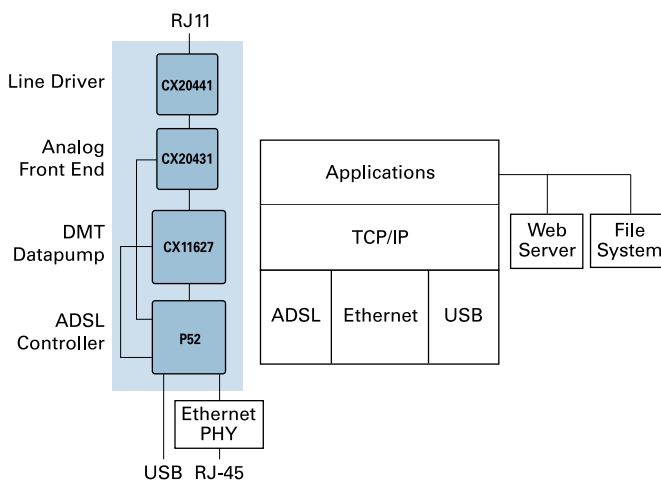 RJ11
Line Driver
CX20441
Analog
Front End
CX20431
DMT
Datapump
CX11627
ADSL
Controller
P52
Ethernet
PHY
USB
RJ-45
Applications
TCP/IP
ADSL
Ethernet
USB
Web
Server
File
System